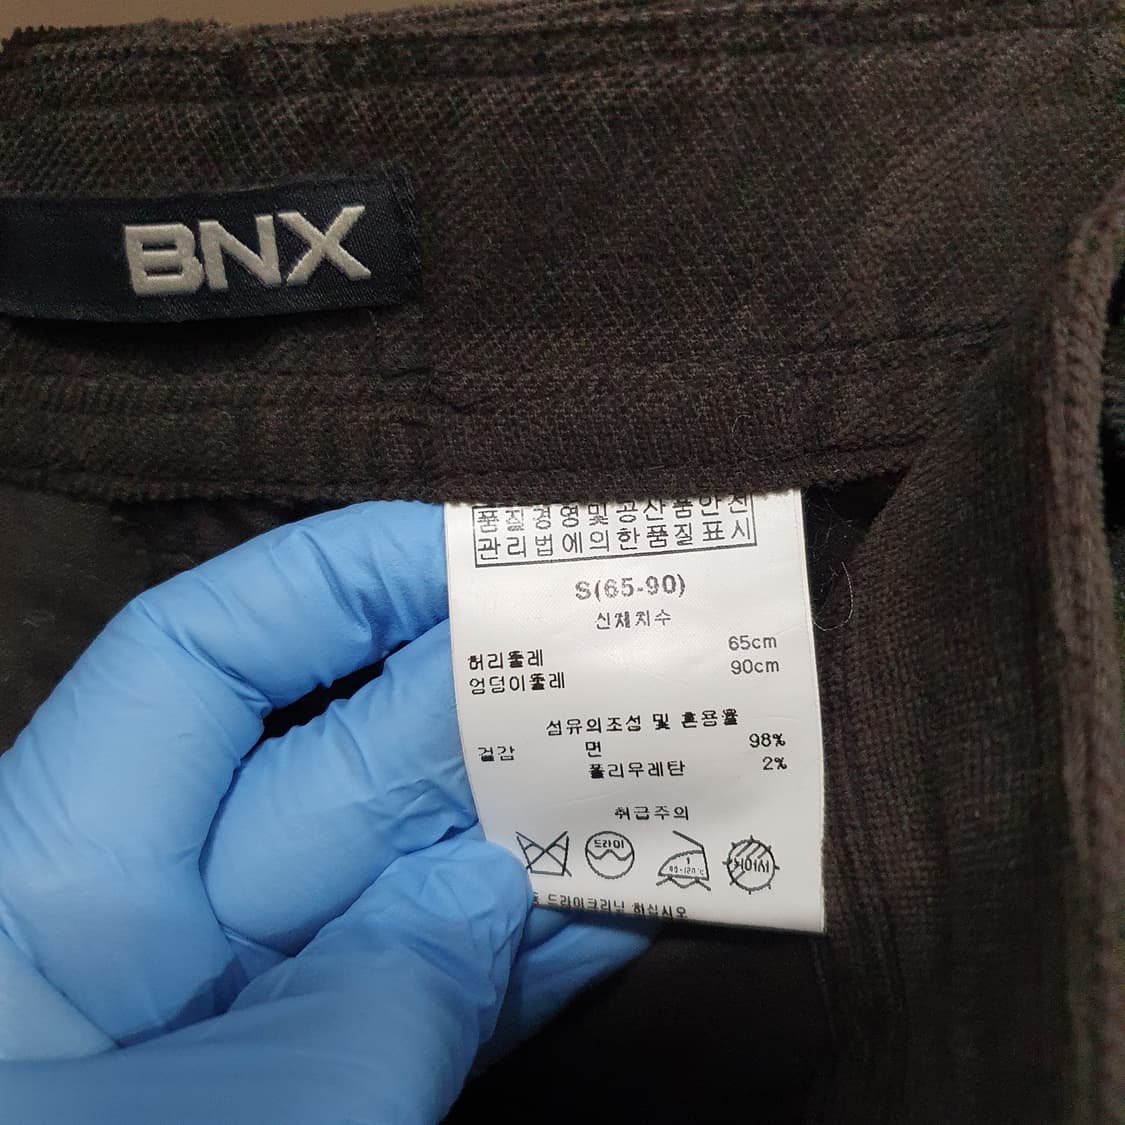 BNX
품질경영및공산품안전
관리법에의한품질표시
S(65-90)
신체치수
허리둘레 65cm
엉덩이둘레 90cm
섬유의조성 및 혼용율
겉감 면 98%
폴리우레탄 2%
취급주의
드라이
드라이크리닝 하십시오